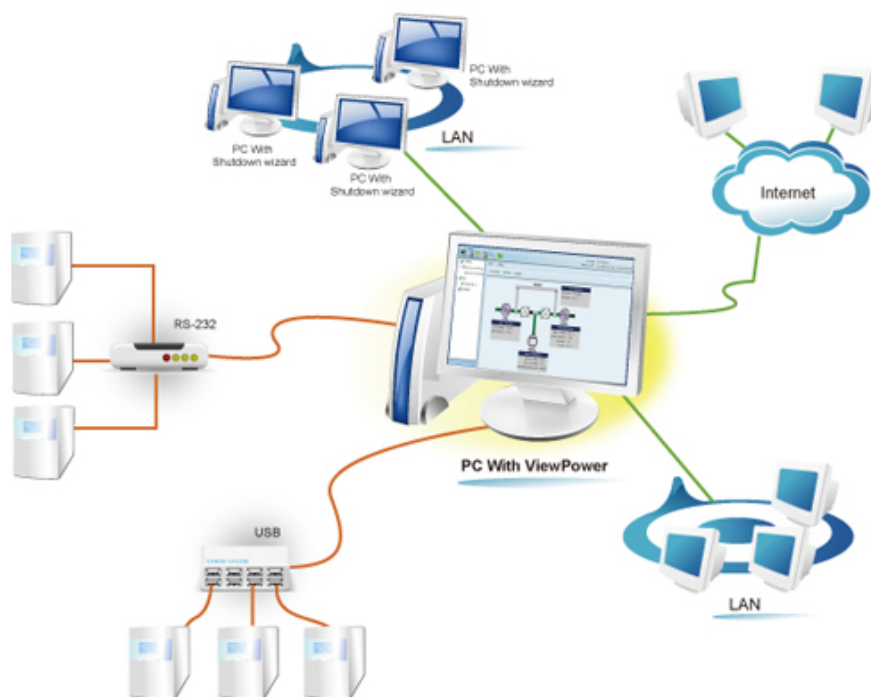 PC With
Shutdown wizard
PC With
Shutdown wizard
PC With
Shutdown wizard
LAN
Internet
RS-232
PC With ViewPower
USB
LAN